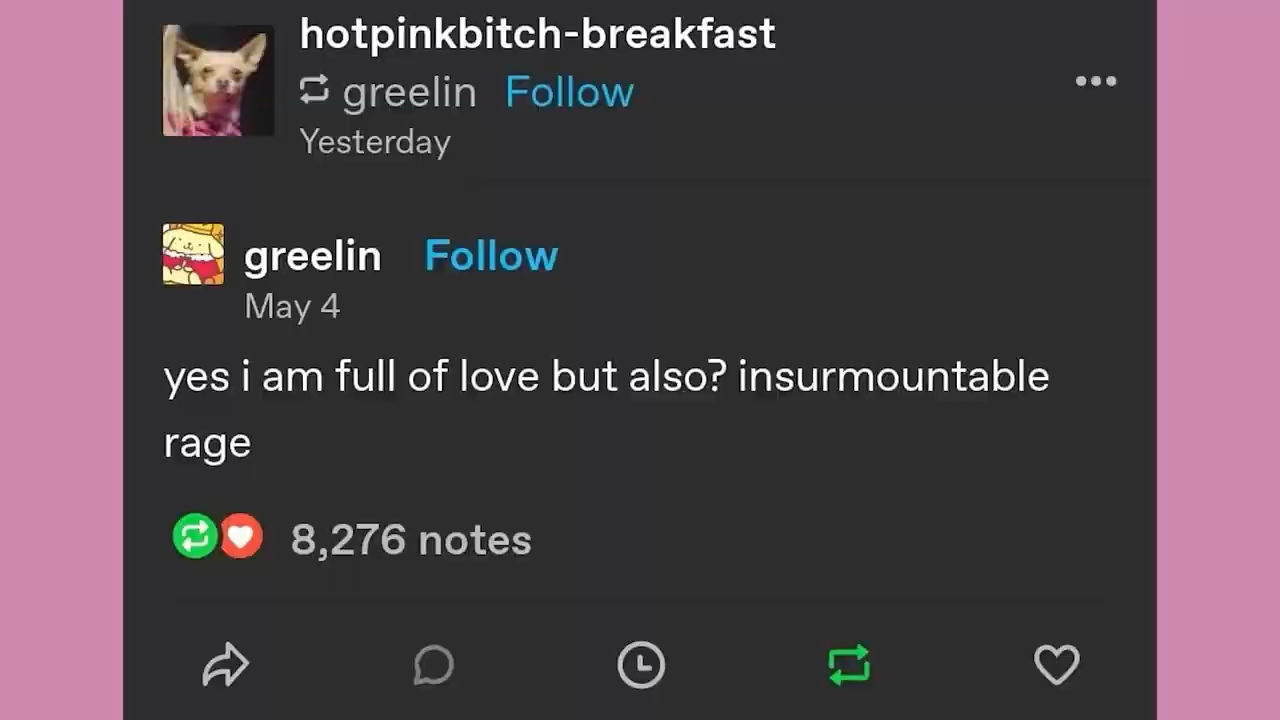 hotpinkbitch-breakfast
greelin Follow
Yesterday
greelin Follow
May 4
yes i am full of love but also? insurmountable
rage
8,276 notes